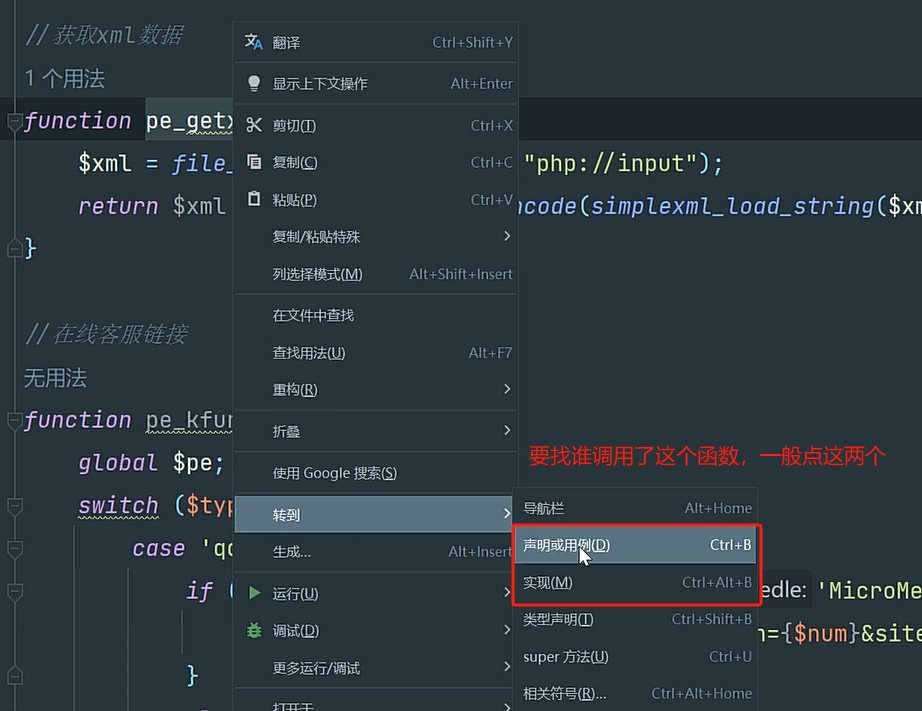 //获取xml数据
翻译 Ctrl+Shift+Y
1 个用法
显示上下文操作 Alt+Enter
function pe_getx
剪切(T) Ctrl+X
$xml = file_ "php://input");
复制(C) Ctrl+C
粘贴(P) Ctrl+V
return $xml ncode(simplexml_load_string($xm
复制/粘贴特殊
}
列选择模式(M) Alt+Shift+Insert
在文件中查找
//在线客服链接
查找用法(U) Alt+F7
无用法
重构(R)
function pe_kfur
折叠
要找谁调用了这个函数，一般点这两个
global $pe;
使用 Google 搜索(S)
switch ($typ
转到
导航栏 Alt+Home
case 'qq
生成... Alt+Insert
声明或用例(D) Ctrl+B
实现(M) Ctrl+Alt+B
if (
运行(U)
edle: 'MicroMe
类型声明(T) Ctrl+Shift+B
调试(D)
n={$num}&site
super 方法(U) Ctrl+U
更多运行/调试
}
相关符号(R)... Ctrl+Alt+Home
打开于